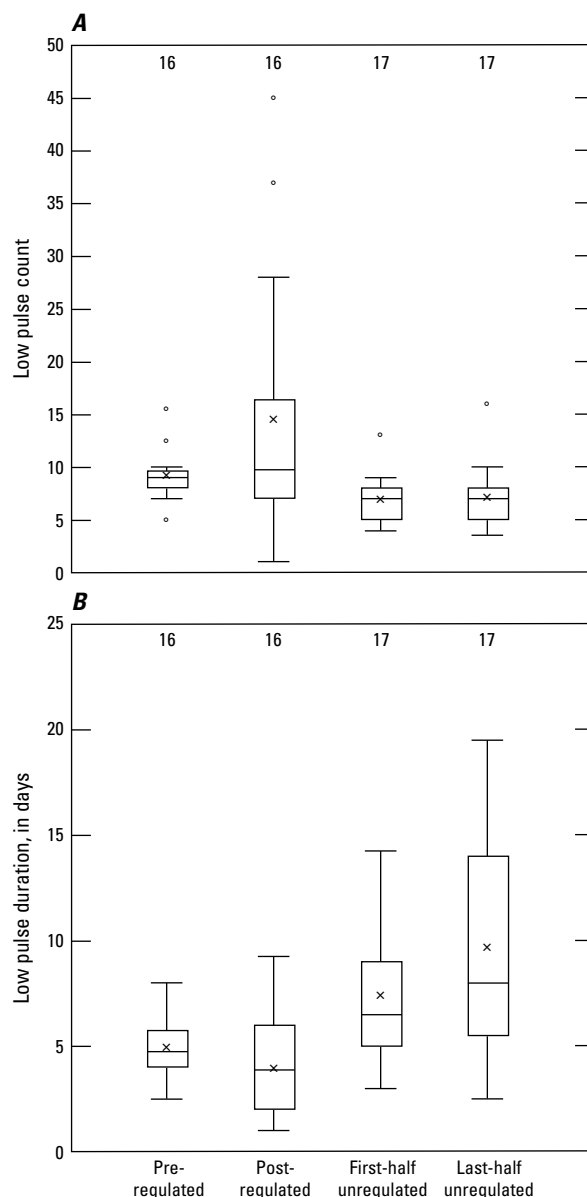 A
50
45
40
35
30
25
20
15
10
5
0
Low pulse count
16 16 17 17
B
25
20
15
10
5
0
Low pulse duration, in days
16 16 17 17
Pre- Post- First-half Last-half
regulated regulated unregulated unregulated